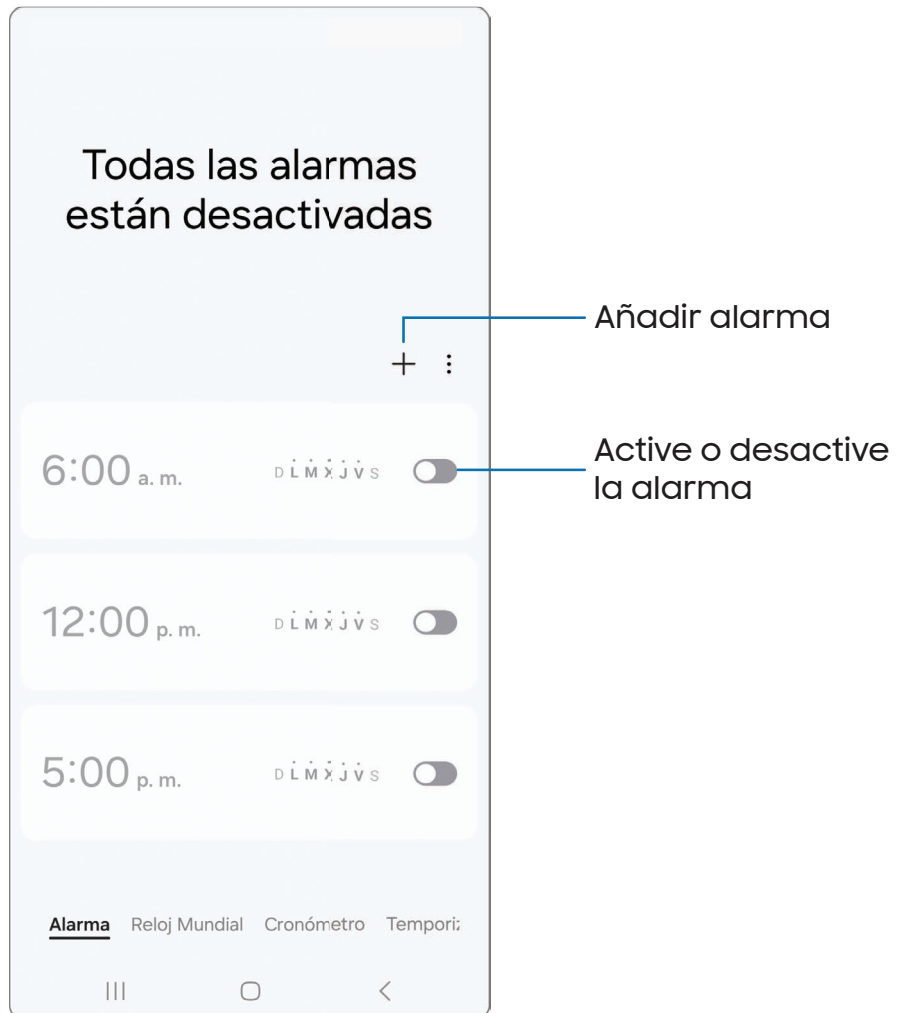 Todas las alarmas
están desactivadas
Añadir alarma
6:00 a. m. D L M X J V S
Active o desactive
la alarma
12:00 p. m. D L M X J V S
5:00 p. m. D L M X J V S
Alarma Reloj Mundial Cronómetro Temporiz